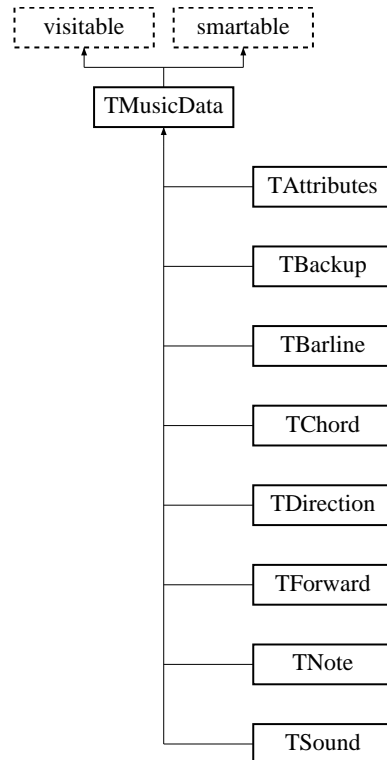 visitable
smartable
TMusicData
TAttributes
TBackup
TBarline
TChord
TDirection
TForward
TNote
TSound